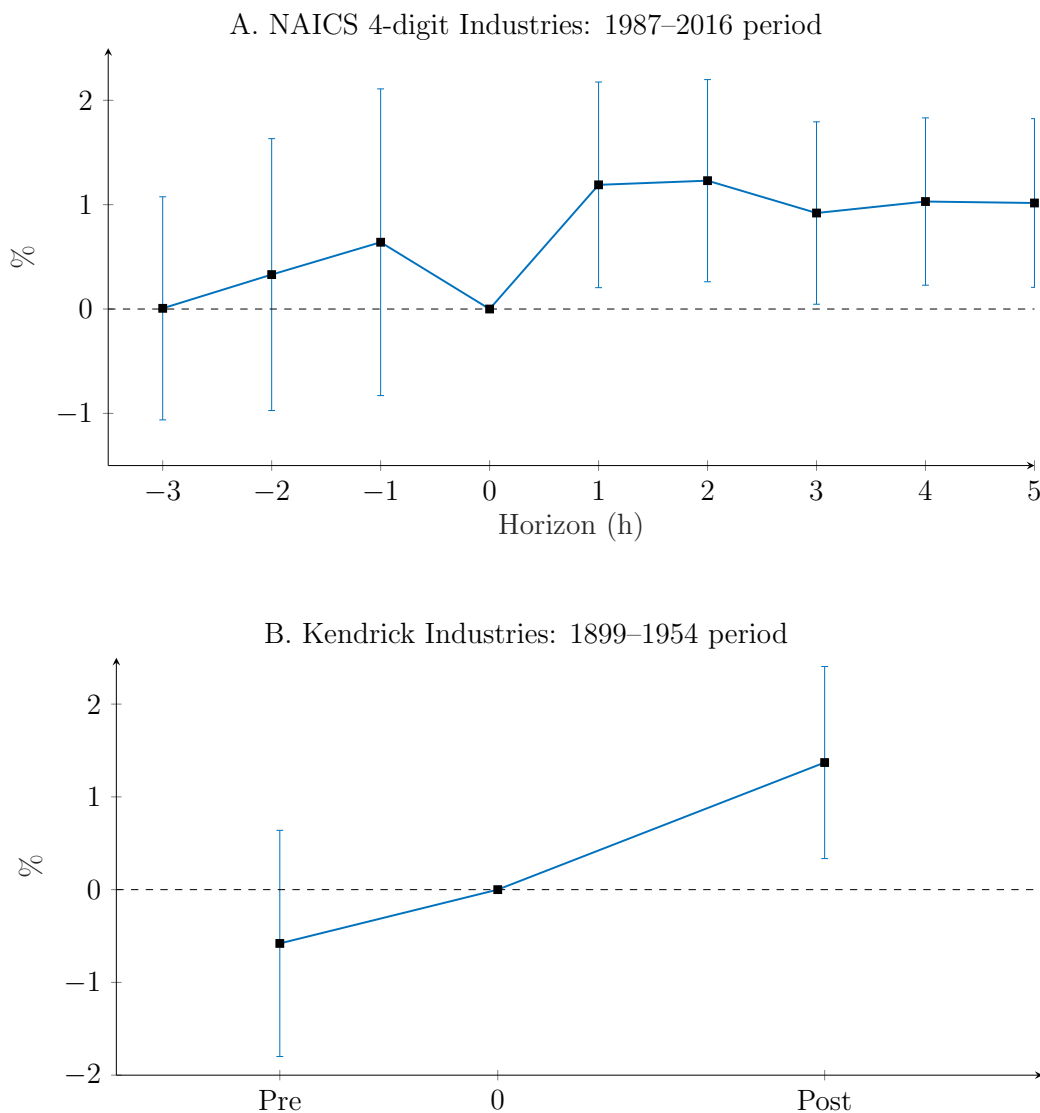 A. NAICS 4-digit Industries: 1987–2016 period
2
1
0
−1
%
−3 −2 −1 0 1 2 3 4 5
Horizon (h)
B. Kendrick Industries: 1899–1954 period
2
1
0
−1
−2
%
Pre 0 Post